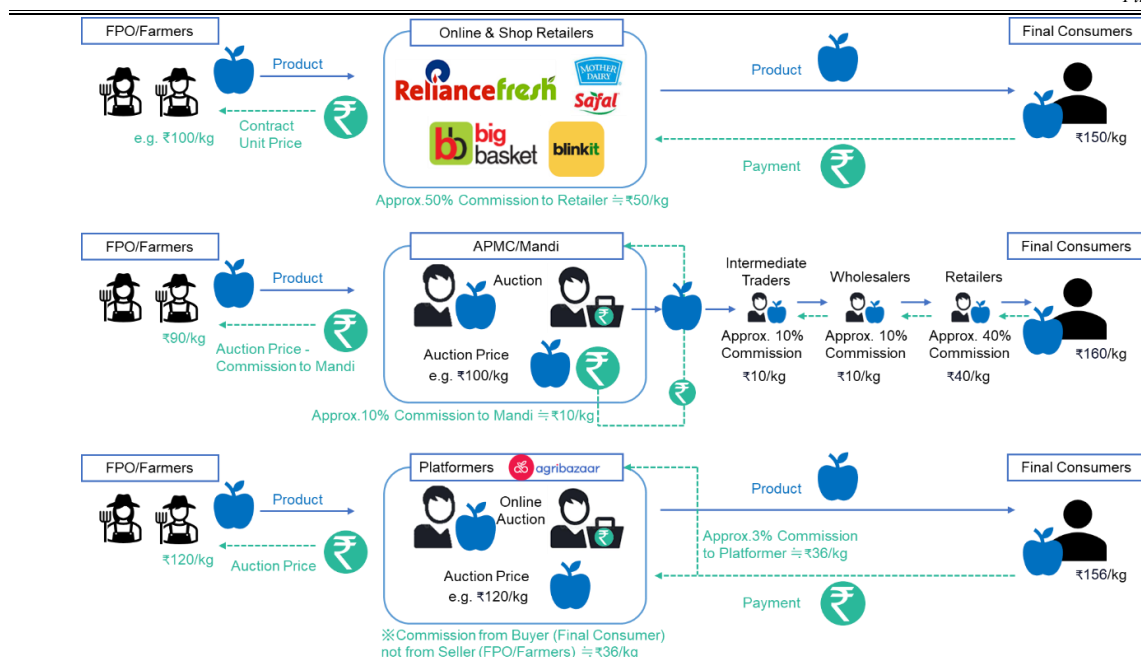 FPO/Farmers
Online & Shop Retailers
Final Consumers
Product
Reliancefresh
MOTHER
DAIRY
Safal
Product
₹
Contract
Unit Price
e.g. ₹100/kg
bb big
basket
blinkit
₹150/kg
Payment
₹
Approx.50% Commission to Retailer ≒₹50/kg
FPO/Farmers
APMC/Mandi
Final Consumers
Product
Auction
Intermediate
Traders
Wholesalers
Retailers
₹
₹
₹90/kg
Auction Price -
Commission to Mandi
Auction Price
e.g. ₹100/kg
₹
Approx. 10%
Commission
₹10/kg
Approx. 10%
Commission
₹10/kg
Approx. 40%
Commission
₹40/kg
₹160/kg
₹
Approx.10% Commission to Mandi ≒₹10/kg
FPO/Farmers
Platformers agribazaar
Final Consumers
Product
Online
Auction
Product
₹
₹
₹120/kg
Auction Price
Approx.3% Commission
to Platformer ≒₹36/kg
Auction Price
e.g. ₹120/kg
₹156/kg
Payment
₹
※Commission from Buyer (Final Consumer)
not from Seller (FPO/Farmers) ≒₹36/kg